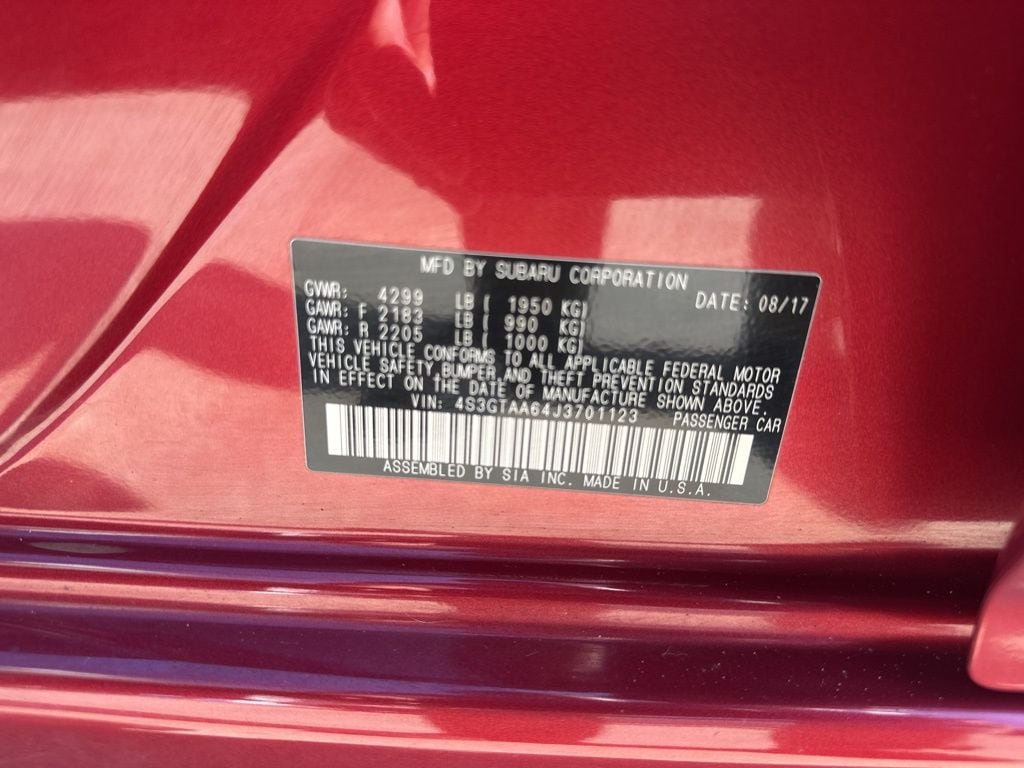 MFD BY SUBARU CORPORATION
GVWR: 4299 LB ( 1950 KG) DATE: 08/17
GAWR: F 2183 LB ( 990 KG)
GAWR: R 2205 LB ( 1000 KG)
THIS VEHICLE CONFORMS TO ALL APPLICABLE FEDERAL MOTOR
VEHICLE SAFETY,BUMPER,AND THEFT PREVENTION STANDARDS
IN EFFECT ON THE DATE OF MANUFACTURE SHOWN ABOVE.
VIN: 4S3GTAA64J3701123 PASSENGER CAR
ASSEMBLED BY SIA INC. MADE IN U.S.A.